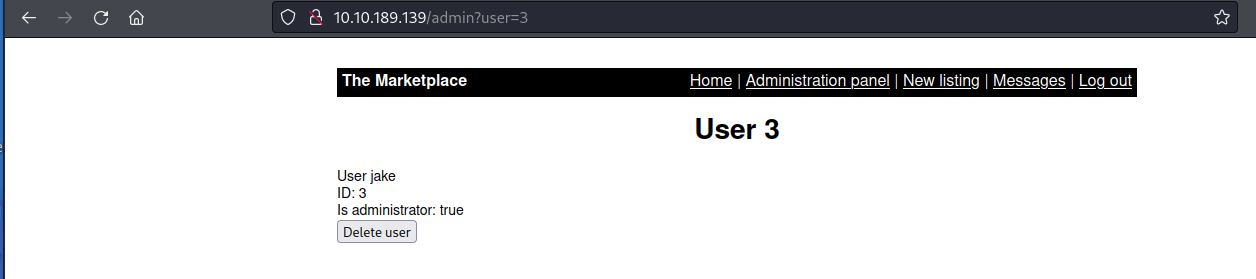 10.10.189.139/admin?user=3
The Marketplace Home | Administration panel | New listing | Messages | Log out
User 3
User jake
ID: 3
Is administrator: true
Delete user